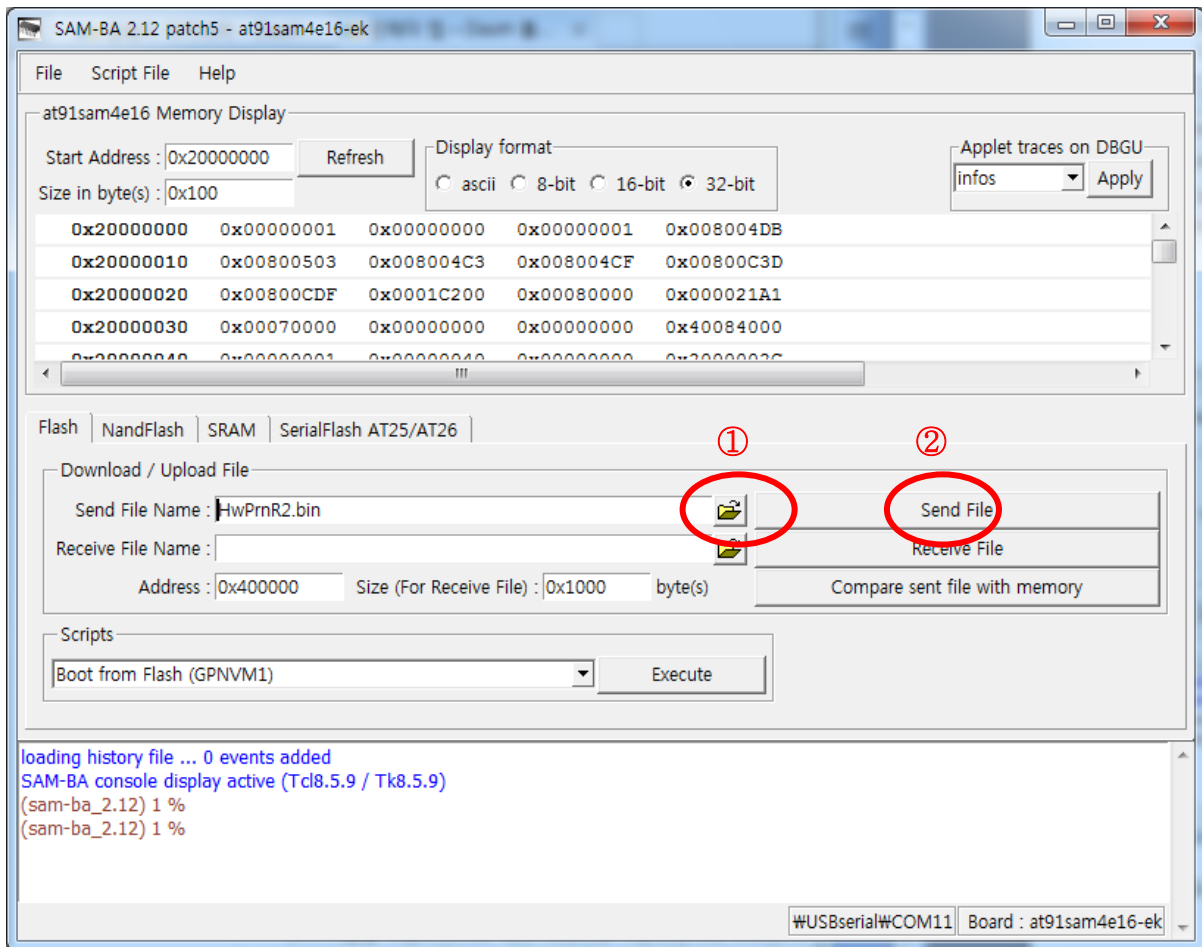 SAM-BA 2.12 patch5 - at91sam4e16-ek
File Script File Help
at91sam4e16 Memory Display
Start Address : 0x20000000 Refresh
Size in byte(s) : 0x100
Display format
ascii 8-bit 16-bit 32-bit
Applet traces on DBGU
infos Apply
0x20000000 0x00000001 0x00000000 0x00000001 0x008004DB
0x20000010 0x00800503 0x008004C3 0x008004CF 0x00800C3D
0x20000020 0x00800CDF 0x0001C200 0x00080000 0x000021A1
0x20000030 0x00070000 0x00000000 0x00000000 0x40084000
0x20000040 0x00000001 0x00000040 0x00000000
Flash NandFlash SRAM SerialFlash AT25/AT26
① ②
Download / Upload File
Send File Name : HwPrnR2.bin Send File
Receive File Name : Receive File
Address : 0x400000 Size (For Receive File) : 0x1000 byte(s) Compare sent file with memory
Scripts
Boot from Flash (GPNVM1) Execute
loading history file ... 0 events added
SAM-BA console display active (Tcl8.5.9 / Tk8.5.9)
(sam-ba_2.12) 1 %
(sam-ba_2.12) 1 %
₩USBserial₩COM11 Board : at91sam4e16-ek